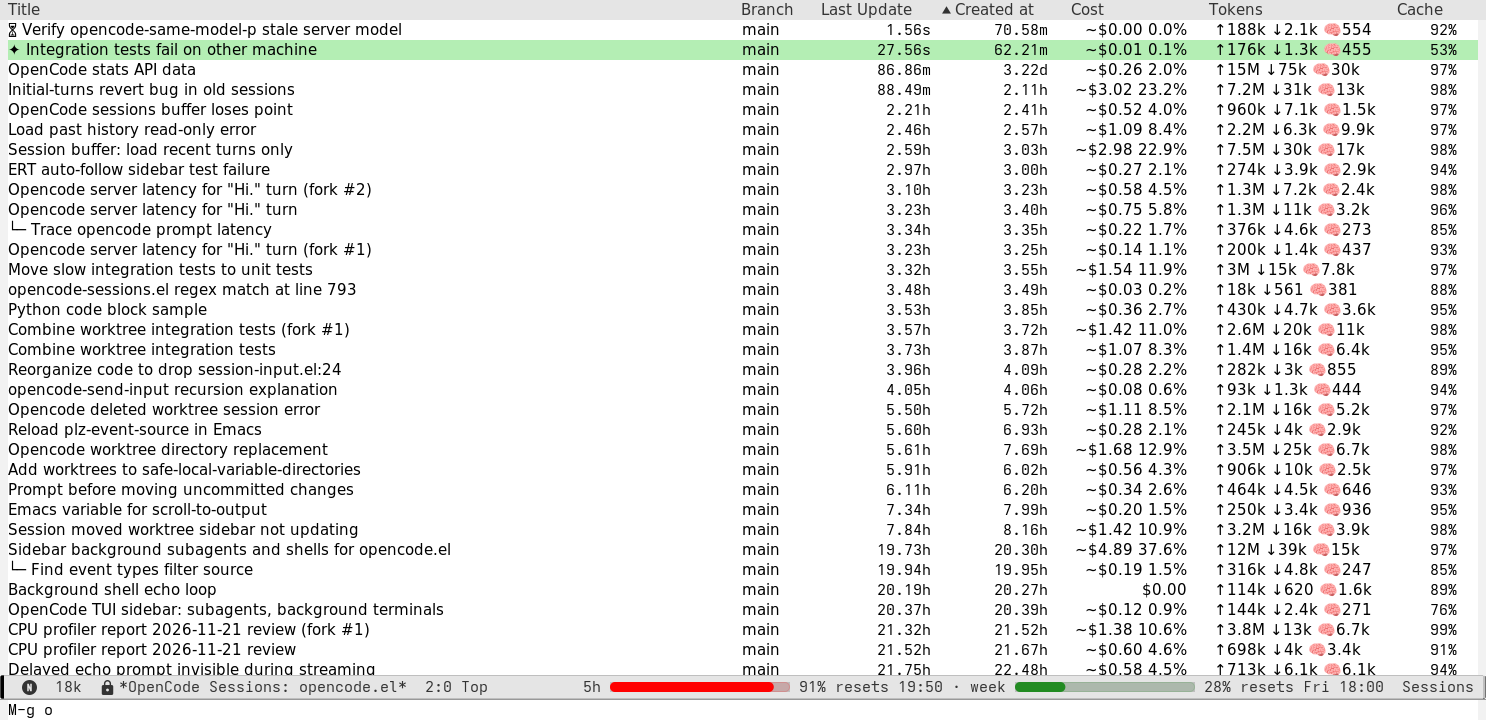 Title Branch Last Update ▲ Created at Cost Tokens Cache
⌛ Verify opencode-same-model-p stale server model main 1.56s 70.58m ~$0.00 0.0% ↑188k ↓2.1k 🧠554 92%
✦ Integration tests fail on other machine main 27.56s 62.21m ~$0.01 0.1% ↑176k ↓1.3k 🧠455 53%
OpenCode stats API data main 86.86m 3.22d ~$0.26 2.0% ↑15M ↓75k 🧠30k 97%
Initial-turns revert bug in old sessions main 88.49m 2.11h ~$3.02 23.2% ↑7.2M ↓31k 🧠13k 98%
OpenCode sessions buffer loses point main 2.21h 2.41h ~$0.52 4.0% ↑960k ↓7.1k 🧠1.5k 97%
Load past history read-only error main 2.46h 2.57h ~$1.09 8.4% ↑2.2M ↓6.3k 🧠9.9k 97%
Session buffer: load recent turns only main 2.59h 3.03h ~$2.98 22.9% ↑7.5M ↓30k 🧠17k 98%
ERT auto-follow sidebar test failure main 2.97h 3.00h ~$0.27 2.1% ↑274k ↓3.9k 🧠2.9k 94%
Opencode server latency for "Hi." turn (fork #2) main 3.10h 3.23h ~$0.58 4.5% ↑1.3M ↓7.2k 🧠2.4k 98%
Opencode server latency for "Hi." turn main 3.23h 3.40h ~$0.75 5.8% ↑1.3M ↓11k 🧠3.2k 96%
└─ Trace opencode prompt latency main 3.34h 3.35h ~$0.22 1.7% ↑376k ↓4.6k 🧠273 85%
Opencode server latency for "Hi." turn (fork #1) main 3.23h 3.25h ~$0.14 1.1% ↑200k ↓1.4k 🧠437 93%
Move slow integration tests to unit tests main 3.32h 3.55h ~$1.54 11.9% ↑3M ↓15k 🧠7.8k 97%
opencode-sessions.el regex match at line 793 main 3.48h 3.49h ~$0.03 0.2% ↑18k ↓561 🧠381 88%
Python code block sample main 3.53h 3.85h ~$0.36 2.7% ↑430k ↓4.7k 🧠3.6k 95%
Combine worktree integration tests (fork #1) main 3.57h 3.72h ~$1.42 11.0% ↑2.6M ↓20k 🧠11k 98%
Combine worktree integration tests main 3.73h 3.87h ~$1.07 8.3% ↑1.4M ↓16k 🧠6.4k 95%
Reorganize code to drop session-input.el:24 main 3.96h 4.09h ~$0.28 2.2% ↑282k ↓3k 🧠855 89%
opencode-send-input recursion explanation main 4.05h 4.06h ~$0.08 0.6% ↑93k ↓1.3k 🧠444 94%
Opencode deleted worktree session error main 5.50h 5.72h ~$1.11 8.5% ↑2.1M ↓16k 🧠5.2k 97%
Reload plz-event-source in Emacs main 5.60h 6.93h ~$0.28 2.1% ↑245k ↓4k 🧠2.9k 92%
Opencode worktree directory replacement main 5.61h 7.69h ~$1.68 12.9% ↑3.5M ↓25k 🧠6.7k 98%
Add worktrees to safe-local-variable-directories main 5.91h 6.02h ~$0.56 4.3% ↑906k ↓10k 🧠2.5k 97%
Prompt before moving uncommitted changes main 6.11h 6.20h ~$0.34 2.6% ↑464k ↓4.5k 🧠646 93%
Emacs variable for scroll-to-output main 7.34h 7.99h ~$0.20 1.5% ↑250k ↓3.4k 🧠936 95%
Session moved worktree sidebar not updating main 7.84h 8.16h ~$1.42 10.9% ↑3.2M ↓16k 🧠3.9k 98%
Sidebar background subagents and shells for opencode.el main 19.73h 20.30h ~$4.89 37.6% ↑12M ↓39k 🧠15k 97%
└─ Find event types filter source main 19.94h 19.95h ~$0.19 1.5% ↑316k ↓4.8k 🧠247 85%
Background shell echo loop main 20.19h 20.27h $0.00 ↑114k ↓620 🧠1.6k 89%
OpenCode TUI sidebar: subagents, background terminals main 20.37h 20.39h ~$0.12 0.9% ↑144k ↓2.4k 🧠271 76%
CPU profiler report 2026-11-21 review (fork #1) main 21.32h 21.52h ~$1.38 10.6% ↑3.8M ↓13k 🧠6.7k 99%
CPU profiler report 2026-11-21 review main 21.52h 21.67h ~$0.60 4.6% ↑698k ↓4k 🧠3.4k 91%
Delayed echo prompt invisible during streaming main 21.75h 22.48h ~$0.58 4.5% ↑713k ↓6.1k 🧠6.1k 94%
N 18k 🔒 *OpenCode Sessions: opencode.el* 2:0 Top 5h 91% resets 19:50 · week 28% resets Fri 18:00 Sessions
M-g o